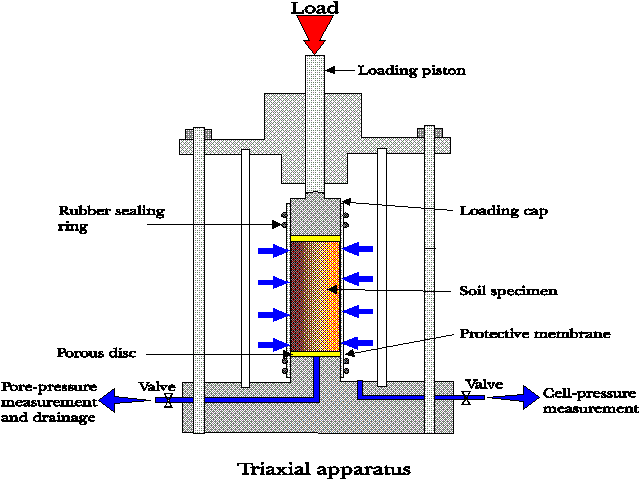 Load
Loading piston
Rubber sealing
ring
Loading cap
Soil specimen
Protective membrane
Porous disc
Pore-pressure
measurement
and drainage
Valve
Valve
Cell-pressure
measurement
Triaxial apparatus